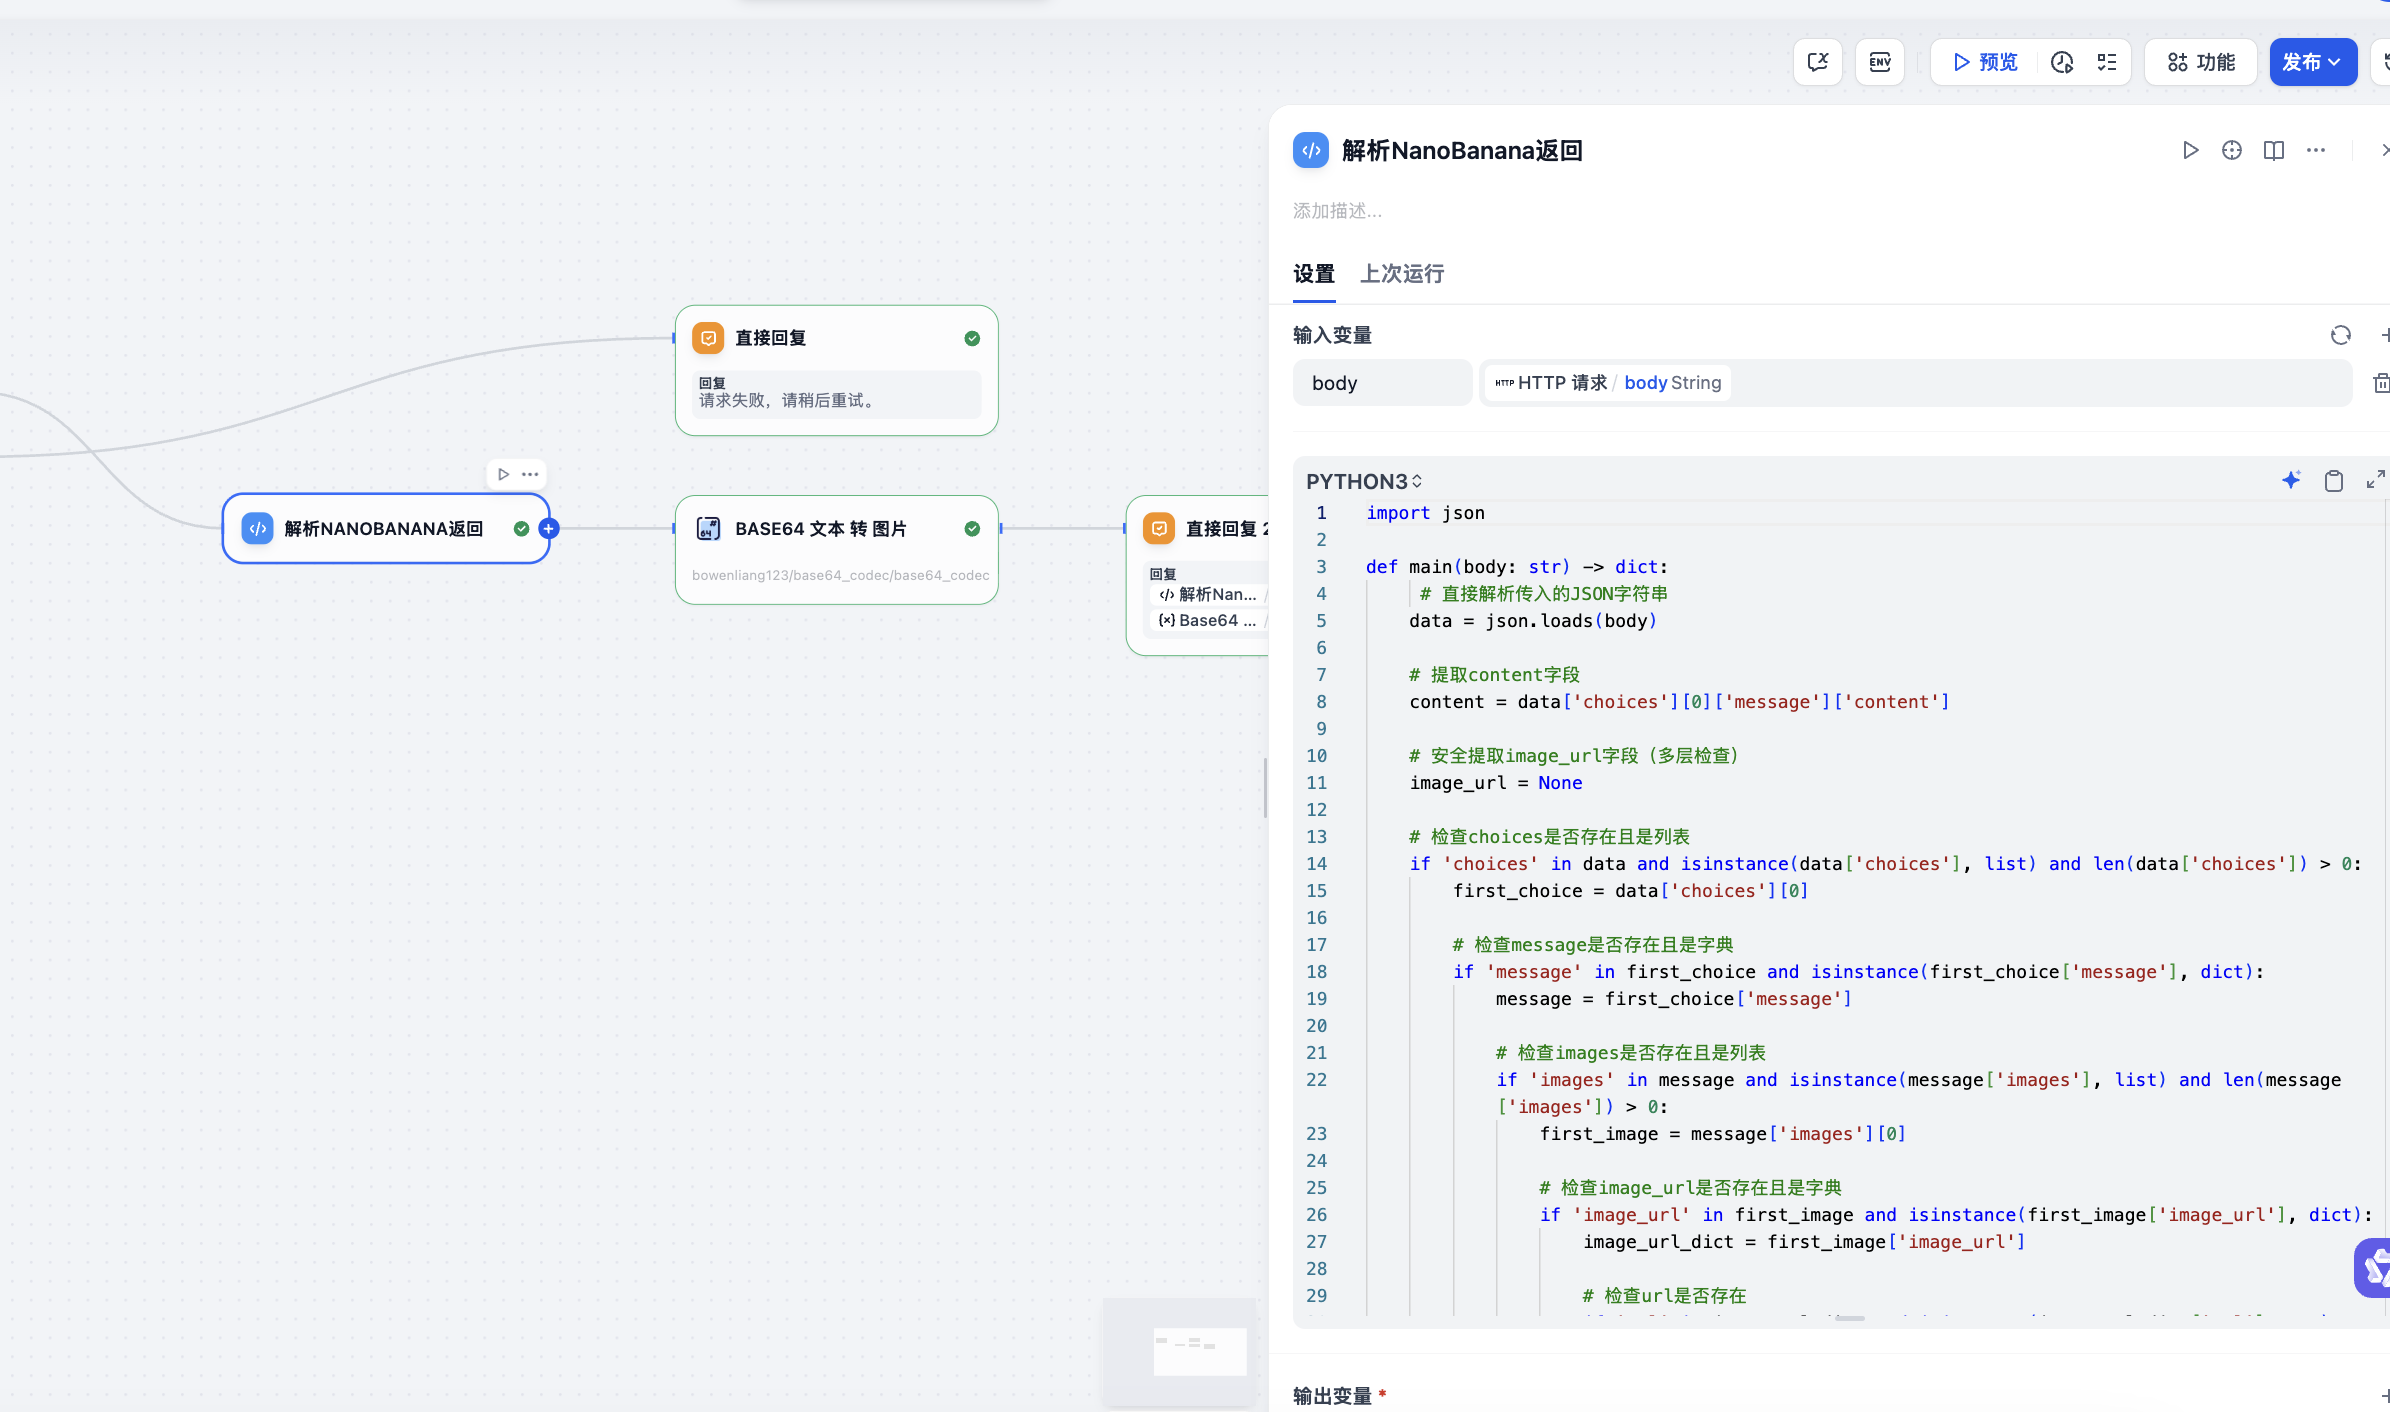 ENV
预览
功能
发布
解析NanoBanana返回
添加描述...
设置
上次运行
输入变量
body
HTTP HTTP 请求 / body String
PYTHON3
1 import json
2
3 def main(body: str) -> dict:
4 # 直接解析传入的JSON字符串
5 data = json.loads(body)
6
7 # 提取content字段
8 content = data['choices'][0]['message']['content']
9
10 # 安全提取image_url字段（多层检查）
11 image_url = None
12
13 # 检查choices是否存在且是列表
14 if 'choices' in data and isinstance(data['choices'], list) and len(data['choices']) > 0:
15 first_choice = data['choices'][0]
16
17 # 检查message是否存在且是字典
18 if 'message' in first_choice and isinstance(first_choice['message'], dict):
19 message = first_choice['message']
20
21 # 检查images是否存在且是列表
22 if 'images' in message and isinstance(message['images'], list) and len(message
['images']) > 0:
23 first_image = message['images'][0]
24
25 # 检查image_url是否存在且是字典
26 if 'image_url' in first_image and isinstance(first_image['image_url'], dict):
27 image_url_dict = first_image['image_url']
28
29 # 检查url是否存在
输出变量 *
直接回复
回复
请求失败，请稍后重试。
解析NANOBANANA返回
64
BASE64 文本 转 图片
bowenliang123/base64_codec/base64_codec
直接回复 2
回复
解析Nan... /
{x} Base64 ... /